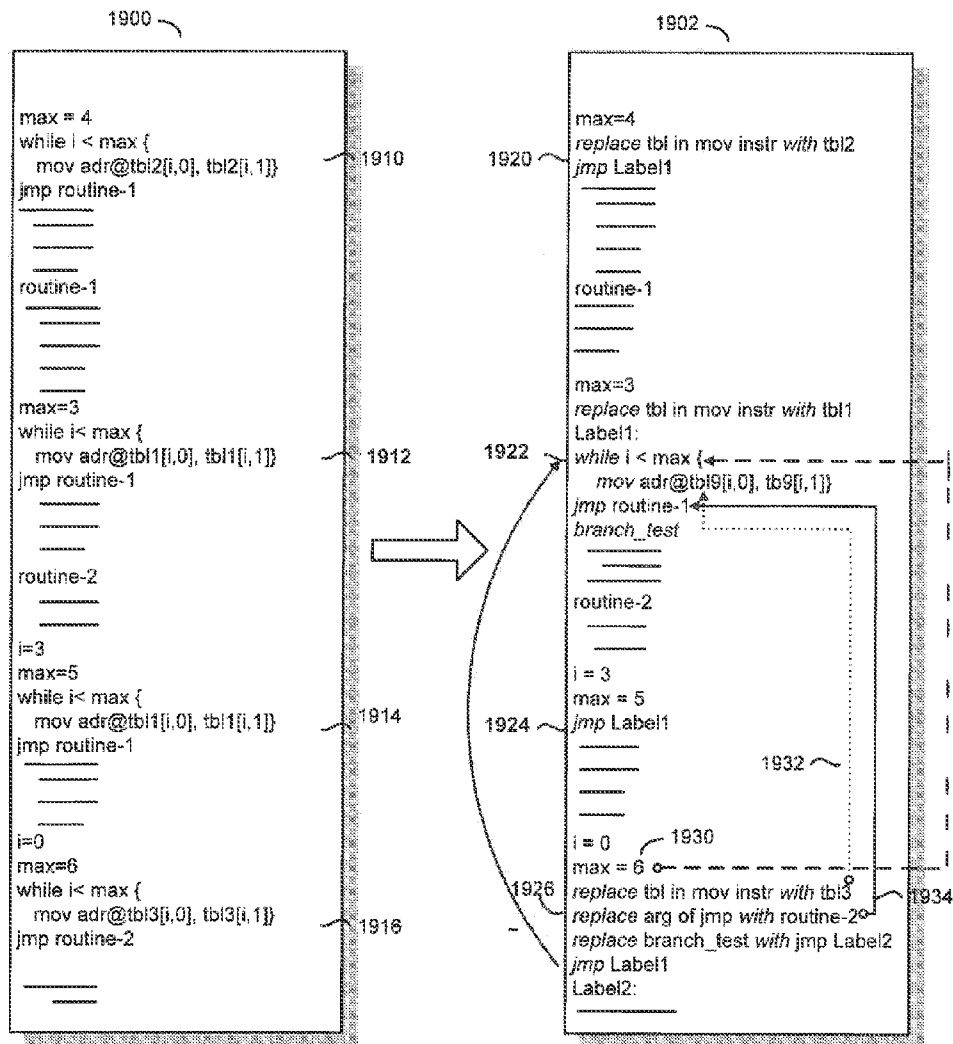 1900
max = 4
while i < max {
mov adr@tbl2[i,0], tbl2[i,1]}
jmp routine-1
1910
routine-1
max=3
while i< max {
mov adr@tbl1[i,0], tbl1[i,1]}
jmp routine-1
1912
routine-2
i=3
max=5
while i< max {
mov adr@tbl1[i,0], tbl1[i,1]}
jmp routine-1
1914
i=0
max=6
while i< max {
mov adr@tbl3[i,0], tbl3[i,1]}
jmp routine-2
1916
1902
max=4
replace tbl in mov instr with tbl2
jmp Label1
1920
routine-1
max=3
replace tbl in mov instr with tbl1
Label1:
1922
while i < max {
mov adr@tbl9[i,0], tb9[i,1]}
jmp routine-1
branch_test
routine-2
i = 3
max = 5
1924
jmp Label1
1932
i = 0
1930
max = 6
1926
replace tbl in mov instr with tbl3
1934
replace arg of jmp with routine-2
replace branch_test with jmp Label2
jmp Label1
Label2: